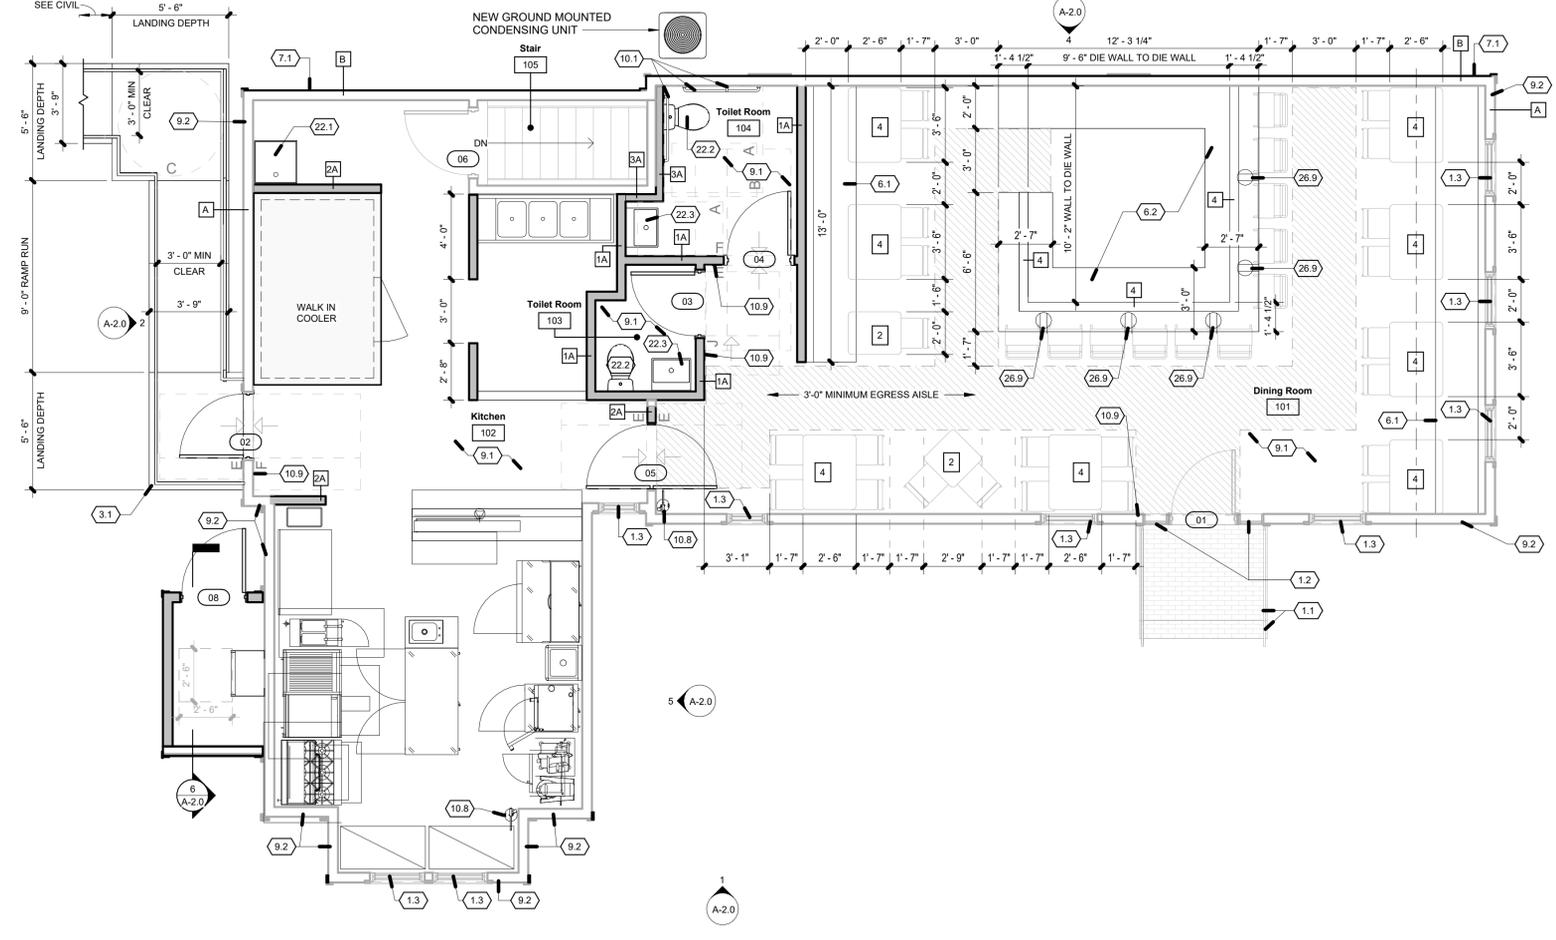 SEE CIVIL
5' - 6"
LANDING DEPTH
NEW GROUND MOUNTED
CONDENSING UNIT
Stair
105
A-2.0
4
2' - 0"
2' - 6"
1' - 7"
3' - 0"
12' - 3 1/4"
1' - 7"
3' - 0"
1' - 7"
2' - 6"
1' - 4 1/2"
9' - 6" DIE WALL TO DIE WALL
1' - 4 1/2"
7.1
B
10.1
B
7.1
9.2
A
5' - 6"
LANDING DEPTH
3' - 9"
3' - 0" MIN
CLEAR
9.2
C
22.1
2A
A
DN
06
3A
3A
1A
Toilet Room
104
22.2
9.1
A
B
A
22.3
1A
1A
04
F
4
6.1
13' - 0"
3' - 6"
2' - 0"
4
3' - 6"
1' - 6"
2
2' - 0"
1' - 7"
2' - 0"
3' - 0"
6' - 6"
2' - 7"
10' - 2" WALL TO DIE WALL
4
6.2
4
2' - 7"
4
3' - 0"
1' - 4 1/2"
26.9
26.9
26.9
26.9
26.9
4
4
4
4
1.3
1.3
1.3
2' - 0"
3' - 6"
2' - 0"
3' - 6"
2' - 0"
6.1
9' - 0" RAMP RUN
3' - 0" MIN
CLEAR
3' - 9"
A-2.0
2
WALK IN
COOLER
4' - 0"
3' - 0"
2' - 8"
Toilet Room
103
9.1
03
22.3
22.2
10.9
10.9
J
1A
1A
2A
E
E
3'-0" MINIMUM EGRESS AISLE
Dining Room
101
10.9
9.1
5' - 6"
LANDING DEPTH
02
E
F
10.9
Kitchen
102
9.1
05
4
2
4
1.3
01
3.1
2A
9.2
1.3
10.8
1.3
1.3
9.2
3' - 1"
1' - 7"
2' - 6"
1' - 7"
1' - 7"
2' - 9"
1' - 7"
1' - 7"
2' - 6"
1' - 7"
1.2
1.1
08
2' - 6"
2' - 6"
5
A-2.0
6
A-2.0
10.8
9.2
9.2
1.3
1.3
9.2
1
A-2.0